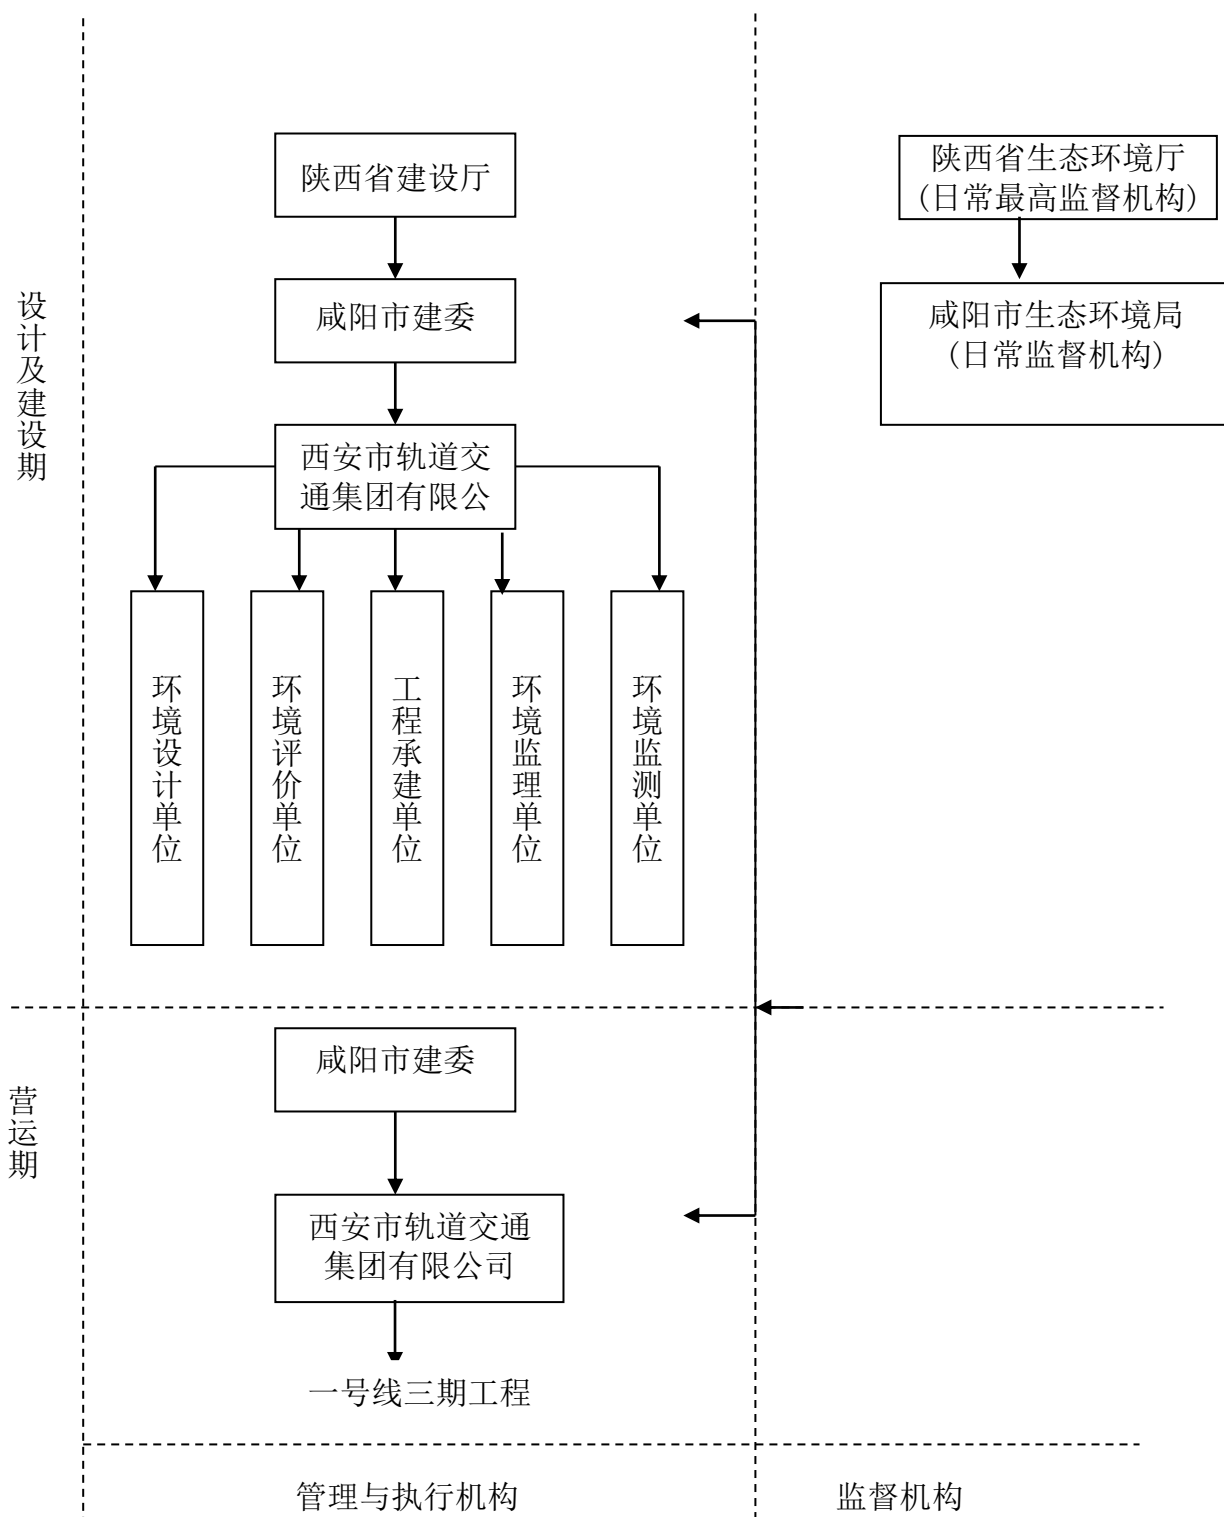 陕西省建设厅
陕西省生态环境厅
(日常最高监督机构)
咸阳市建委
咸阳市生态环境局
(日常监督机构)
设计及建设期
西安市轨道交
通集团有限公
环境设计单位
环境评价单位
工程承建单位
环境监理单位
环境监测单位
咸阳市建委
营运期
西安市轨道交通
集团有限公司
一号线三期工程
管理与执行机构
监督机构